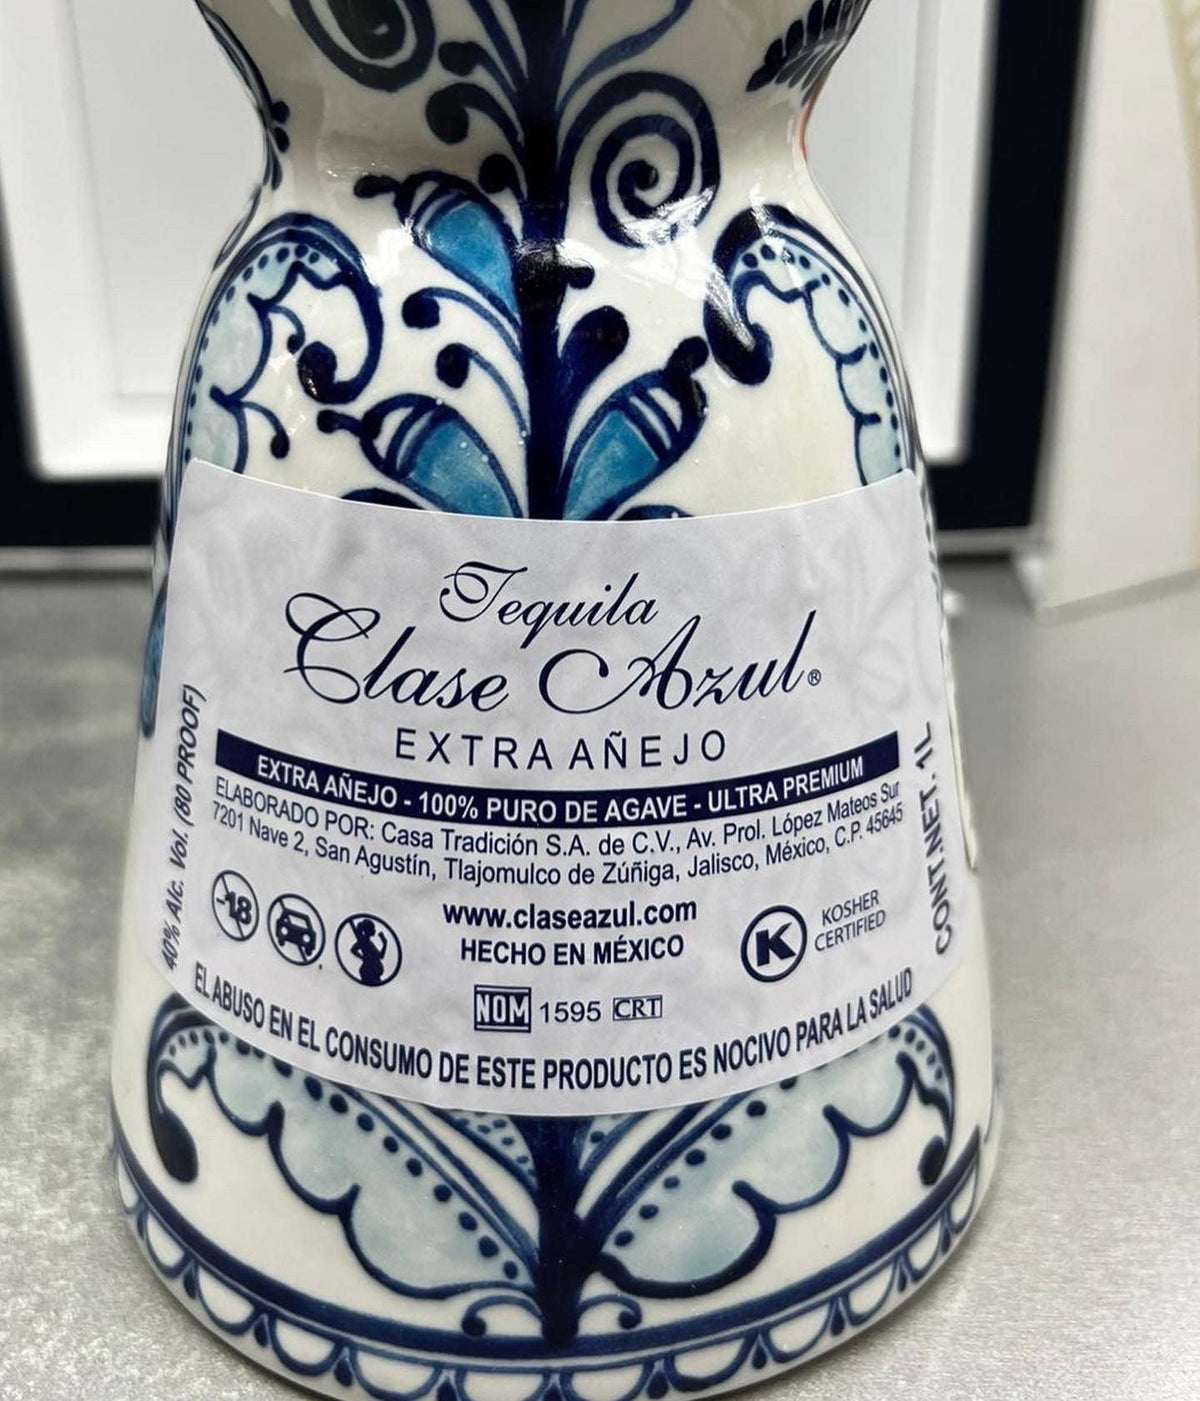 Tequila
Clase Azul®
EXTRA AÑEJO
EXTRA AÑEJO - 100% PURO DE AGAVE - ULTRA PREMIUM
ELABORADO POR: Casa Tradición S.A. de C.V., Av. Prol. López Mateos Sur
7201 Nave 2, San Agustín, Tlajomulco de Zúñiga, Jalisco, México, C.P. 45645
40% Alc. Vol. (80 PROOF)
CONT.NET. 1L
-18
www.claseazul.com
HECHO EN MÉXICO
K
KOSHER
CERTIFIED
NOM 1595 CRT
EL ABUSO EN EL CONSUMO DE ESTE PRODUCTO ES NOCIVO PARA LA SALUD